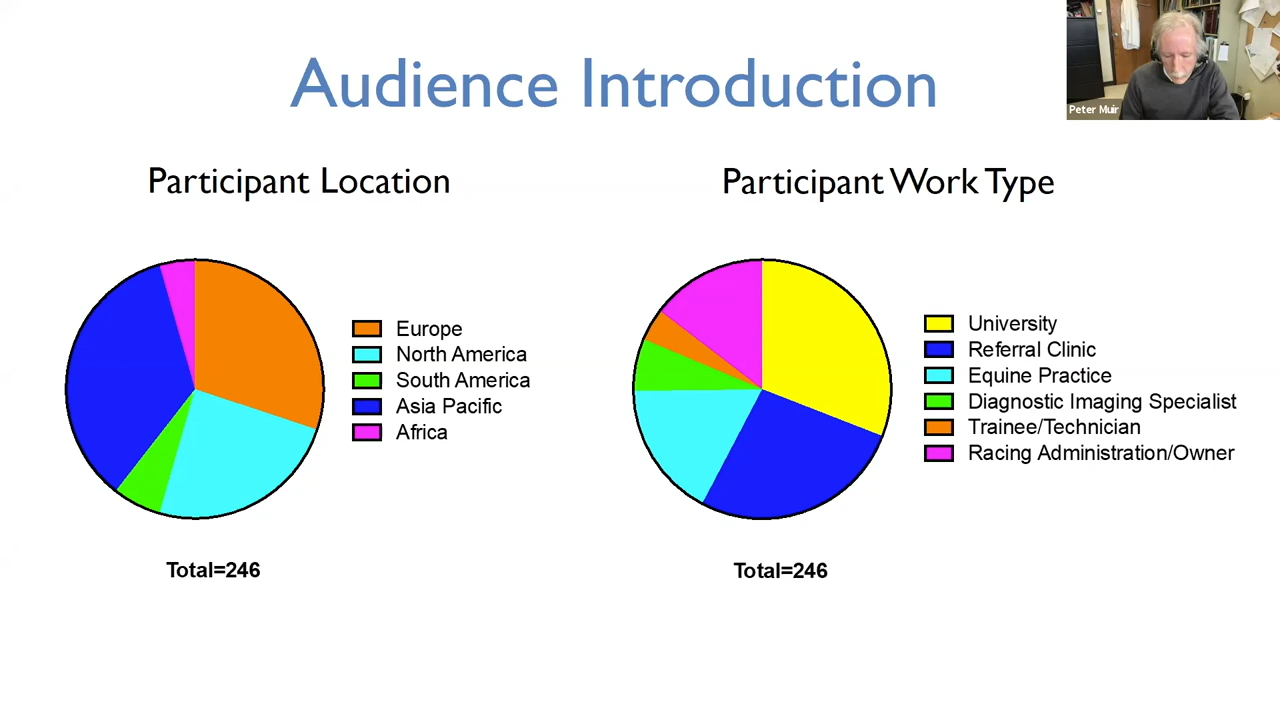 Audience Introduction
Peter Muir
Participant Location
Participant Work Type
Europe
North America
South America
Asia Pacific
Africa
University
Referral Clinic
Equine Practice
Diagnostic Imaging Specialist
Trainee/Technician
Racing Administration/Owner
Total=246
Total=246